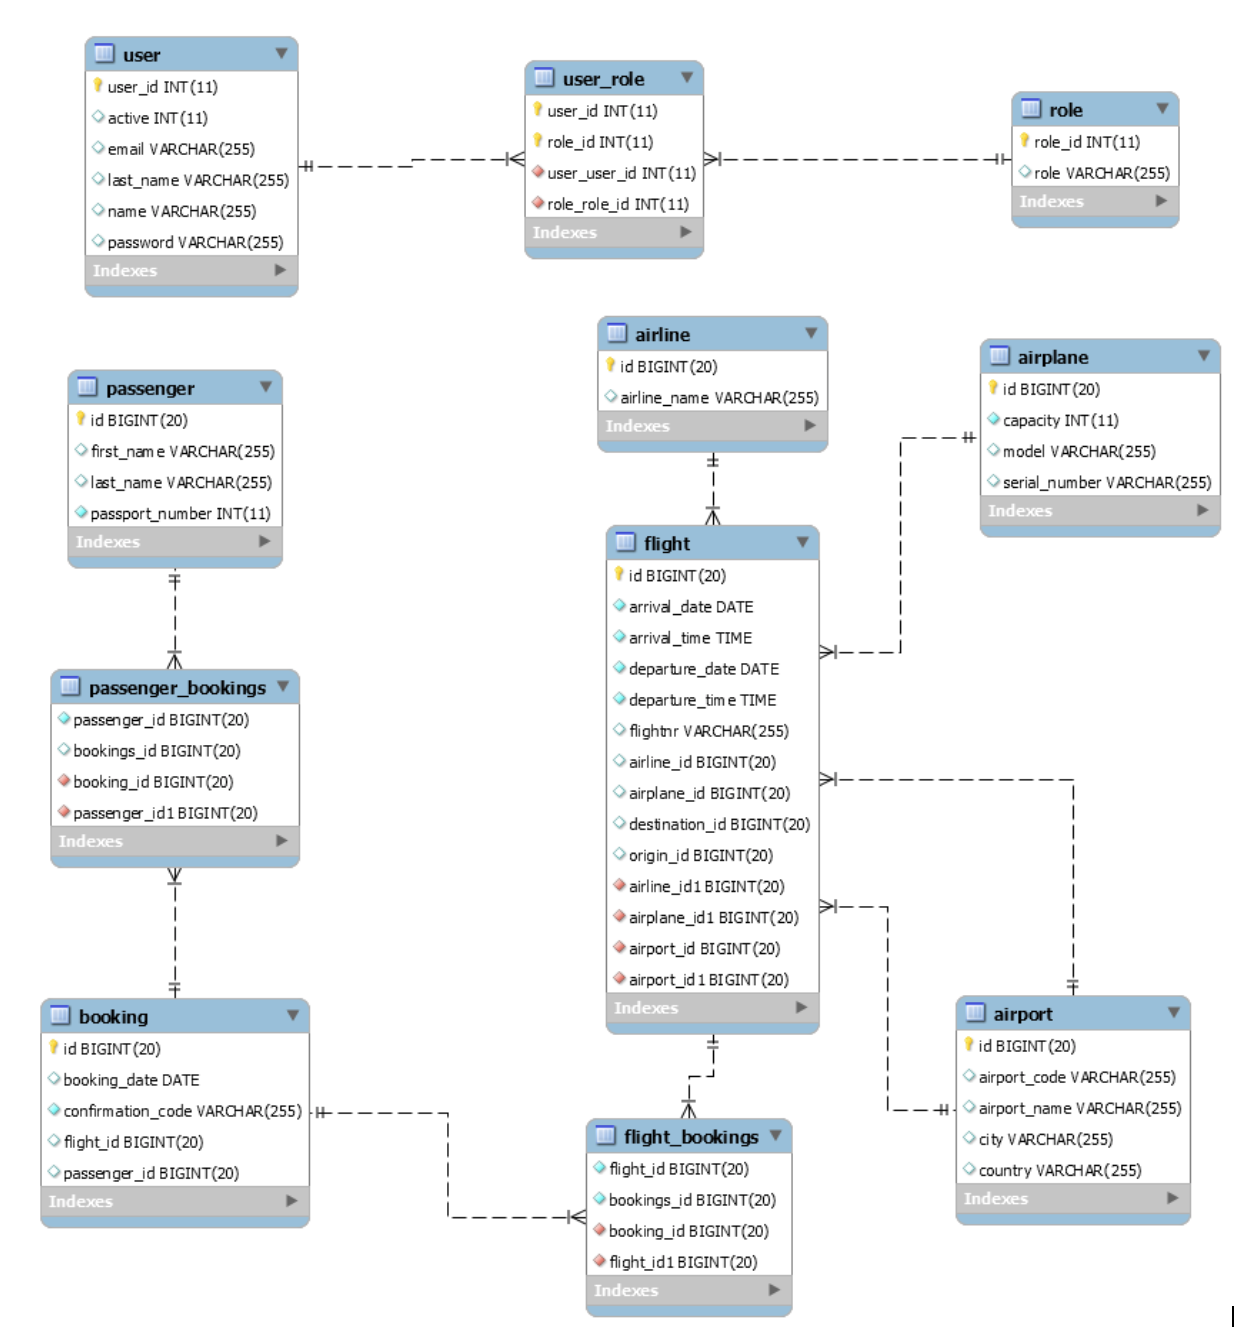 user
user_id INT(11)
active INT(11)
email VARCHAR(255)
last_name VARCHAR(255)
name VARCHAR(255)
password VARCHAR(255)
Indexes
user_role
user_id INT(11)
role_id INT(11)
user_user_id INT(11)
role_role_id INT(11)
Indexes
role
role_id INT(11)
role VARCHAR(255)
Indexes
airline
id BIGINT(20)
airline_name VARCHAR(255)
Indexes
airplane
id BIGINT(20)
capacity INT(11)
model VARCHAR(255)
serial_number VARCHAR(255)
Indexes
passenger
id BIGINT(20)
first_name VARCHAR(255)
last_name VARCHAR(255)
passport_number INT(11)
Indexes
flight
id BIGINT(20)
arrival_date DATE
arrival_time TIME
departure_date DATE
departure_time TIME
flightnr VARCHAR(255)
airline_id BIGINT(20)
airplane_id BIGINT(20)
destination_id BIGINT(20)
origin_id BIGINT(20)
airline_id1 BIGINT(20)
airplane_id1 BIGINT(20)
airport_id BIGINT(20)
airport_id1 BIGINT(20)
Indexes
passenger_bookings
passenger_id BIGINT(20)
bookings_id BIGINT(20)
booking_id BIGINT(20)
passenger_id1 BIGINT(20)
Indexes
booking
id BIGINT(20)
booking_date DATE
confirmation_code VARCHAR(255)
flight_id BIGINT(20)
passenger_id BIGINT(20)
Indexes
airport
id BIGINT(20)
airport_code VARCHAR(255)
airport_name VARCHAR(255)
city VARCHAR(255)
country VARCHAR(255)
Indexes
flight_bookings
flight_id BIGINT(20)
bookings_id BIGINT(20)
booking_id BIGINT(20)
flight_id1 BIGINT(20)
Indexes